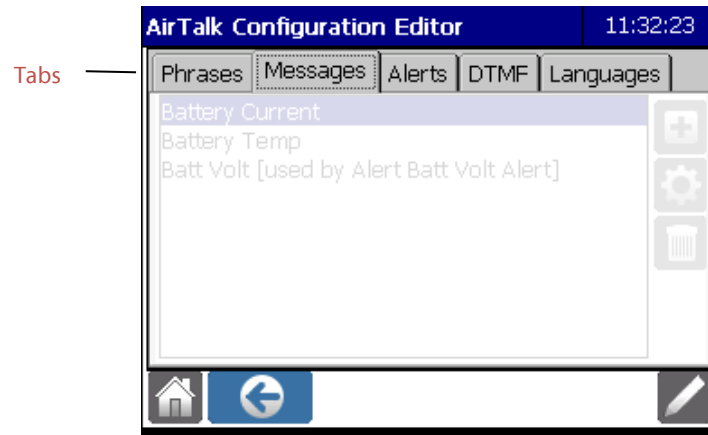 AirTalk Configuration Editor 11:32:23
Tabs Phrases Messages Alerts DTMF Languages
Battery Current
Battery Temp
Batt Volt [used by Alert Batt Volt Alert]